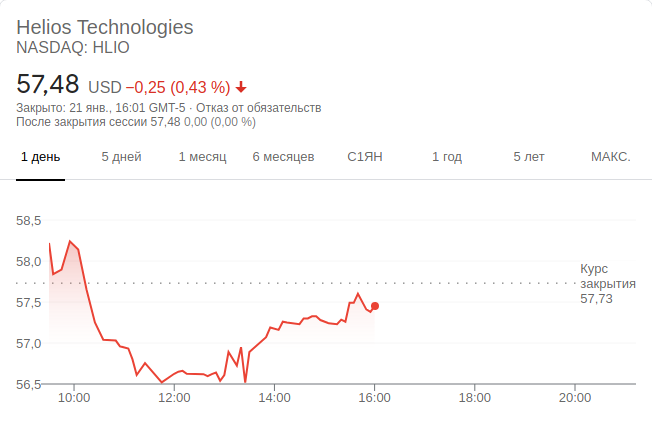 Helios Technologies
NASDAQ: HLIO
57,48 USD −0,25 (0,43 %)
Закрыто: 21 янв., 16:01 GMT-5 · Отказ от обязательств
После закрытия сессии 57,48 0,00 (0,00 %)
1 день 5 дней 1 месяц 6 месяцев С1ЯН 1 год 5 лет МАКС.
58,5
58,0
57,5
57,0
56,5
Курс
закрытия
57,73
10:00 12:00 14:00 16:00 18:00 20:00